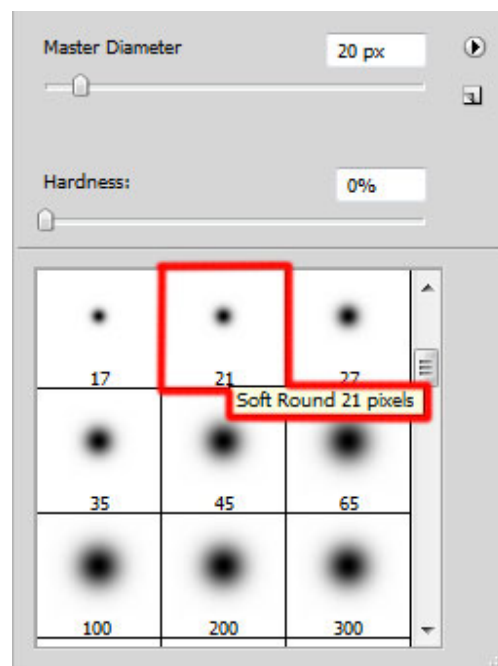 Master Diameter 20 px
Hardness: 0%
17 21 27
Soft Round 21 pixels
35 45 65
100 200 300